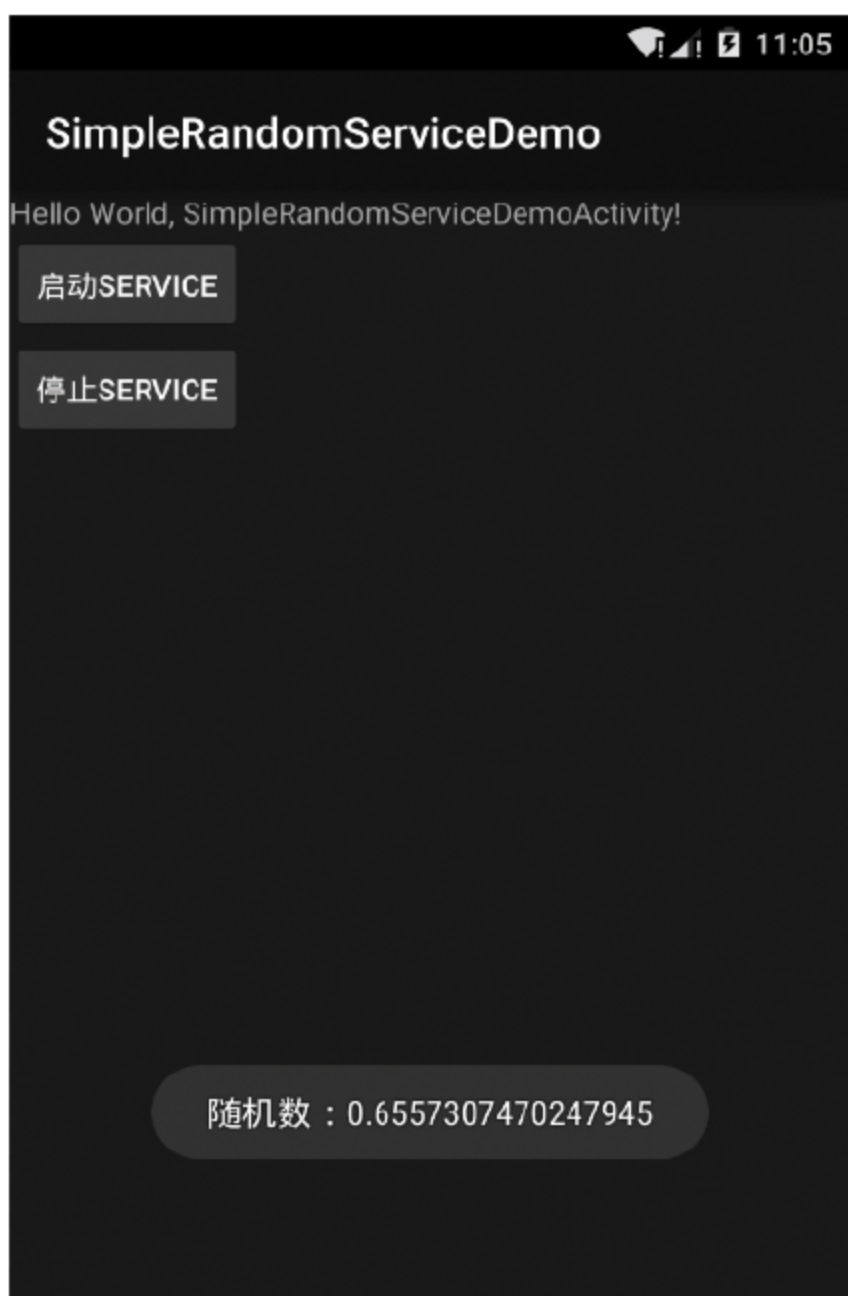 11:05
SimpleRandomServiceDemo
Hello World, SimpleRandomServiceDemoActivity!
启动SERVICE
停止SERVICE
随机数：0.6557307470247945